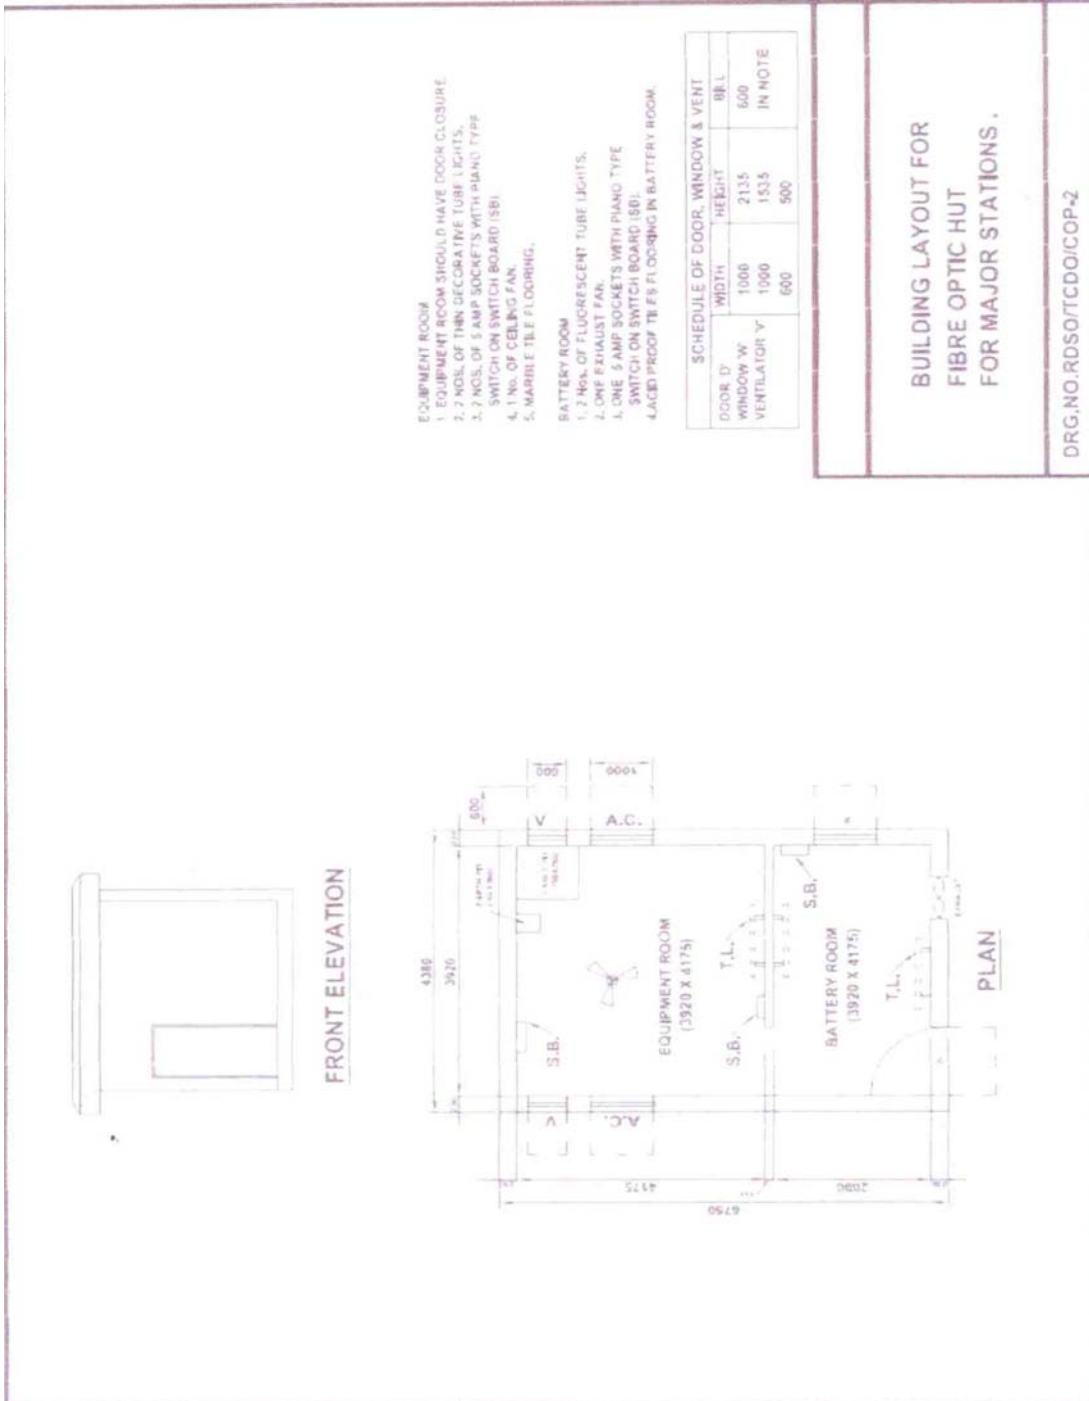 EQUIPMENT ROOM
1. EQUIPMENT ROOM SHOULD HAVE DOOR CLOSURE.
2. 2 NOS. OF THIN DECORATIVE TUBE LIGHTS.
3. 2 NOS. OF 5 AMP SOCKETS WITH PIANO TYPE
SWITCH ON SWITCH BOARD (SB).
4. 1 No. OF CEILING FAN.
5. MARBLE TILE FLOORING.
BATTERY ROOM
1. 2 Nos. OF FLUORESCENT TUBE LIGHTS.
2. ONE EXHAUST FAN.
3. ONE 5 AMP SOCKETS WITH PIANO TYPE
SWITCH ON SWITCH BOARD (SB).
4. ACID PROOF TILES FLOORING IN BATTERY ROOM.
SCHEDULE OF DOOR, WINDOW & VENT
WIDTH HEIGHT
DOOR 'D' 1000 2135 600
WINDOW 'W' 1000 1535 IN NOTE
VENTILATOR 'V' 600 500
FRONT ELEVATION
4380
3920
600
600
1000
V
A.C.
V
A.C.
S.B.
EQUIPMENT ROOM
(3920 X 4175)
T.L.
S.B.
S.B.
BATTERY ROOM
(3920 X 4175)
T.L.
4175
2090
6750
PLAN
BUILDING LAYOUT FOR
FIBRE OPTIC HUT
FOR MAJOR STATIONS.
DRG.NO.RDSO/TCDO/COP-2